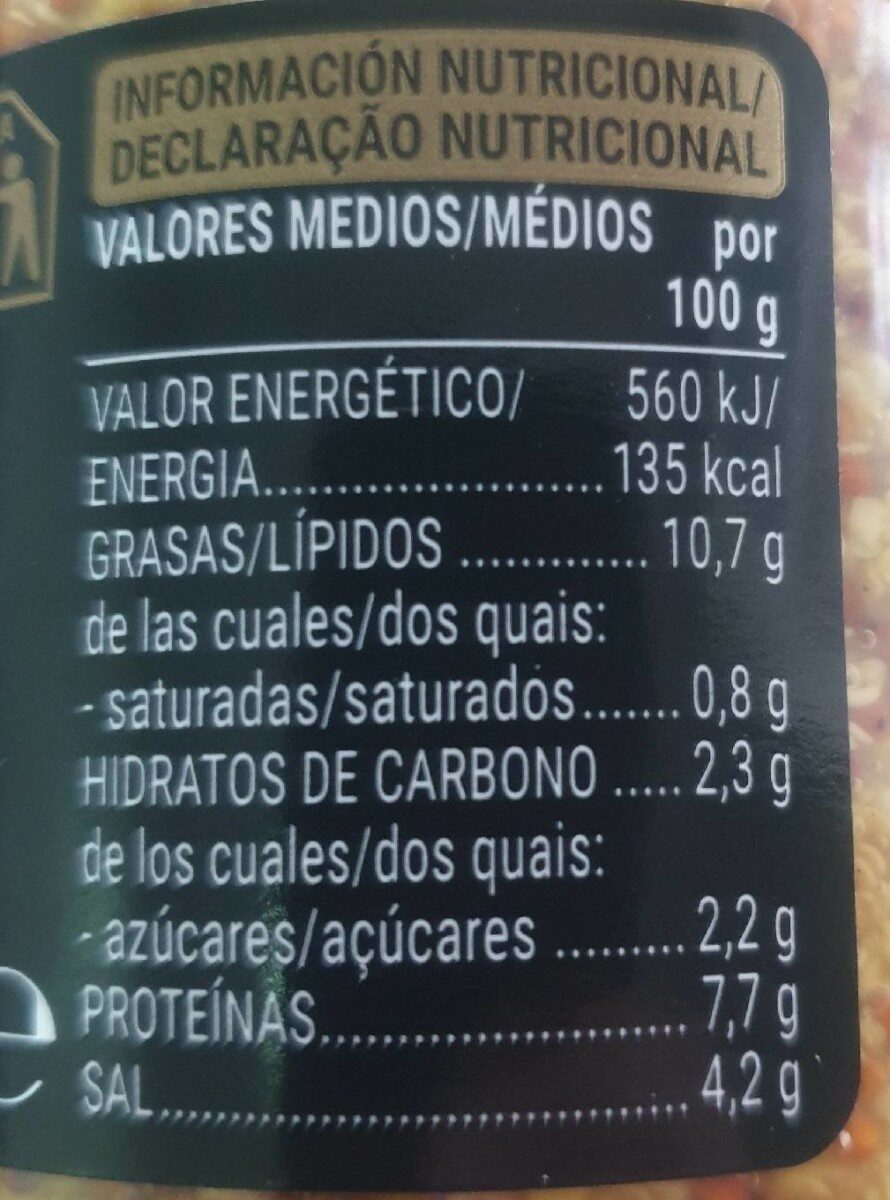 INFORMACIÓN NUTRICIONAL/
DECLARAÇÃO NUTRICIONAL
VALORES MEDIOS/MÉDIOS por
100 g
VALOR ENERGÉTICO/ 560 kJ/
ENERGIA.......................... 135 kcal
GRASAS/LÍPIDOS .............. 10,7 g
de las cuales/dos quais:
- saturadas/saturados....... 0,8 g
HIDRATOS DE CARBONO ..... 2,3 g
de los cuales/dos quais:
- azúcares/açúcares .......... 2,2 g
PROTEÍNAS........................... 7,7 g
SAL....................................... 4,2 g